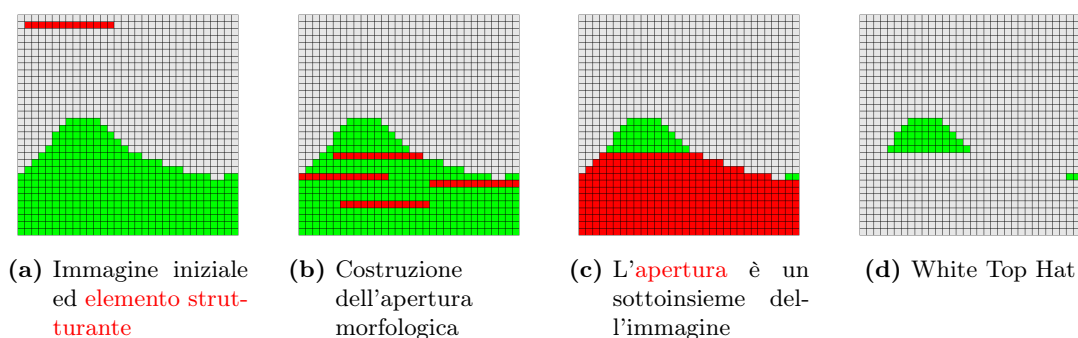 (a) Immagine iniziale
ed elemento strut-
turante
(b) Costruzione
dell'apertura
morfologica
(c) L'apertura è un
sottoinsieme del-
l'immagine
(d) White Top Hat